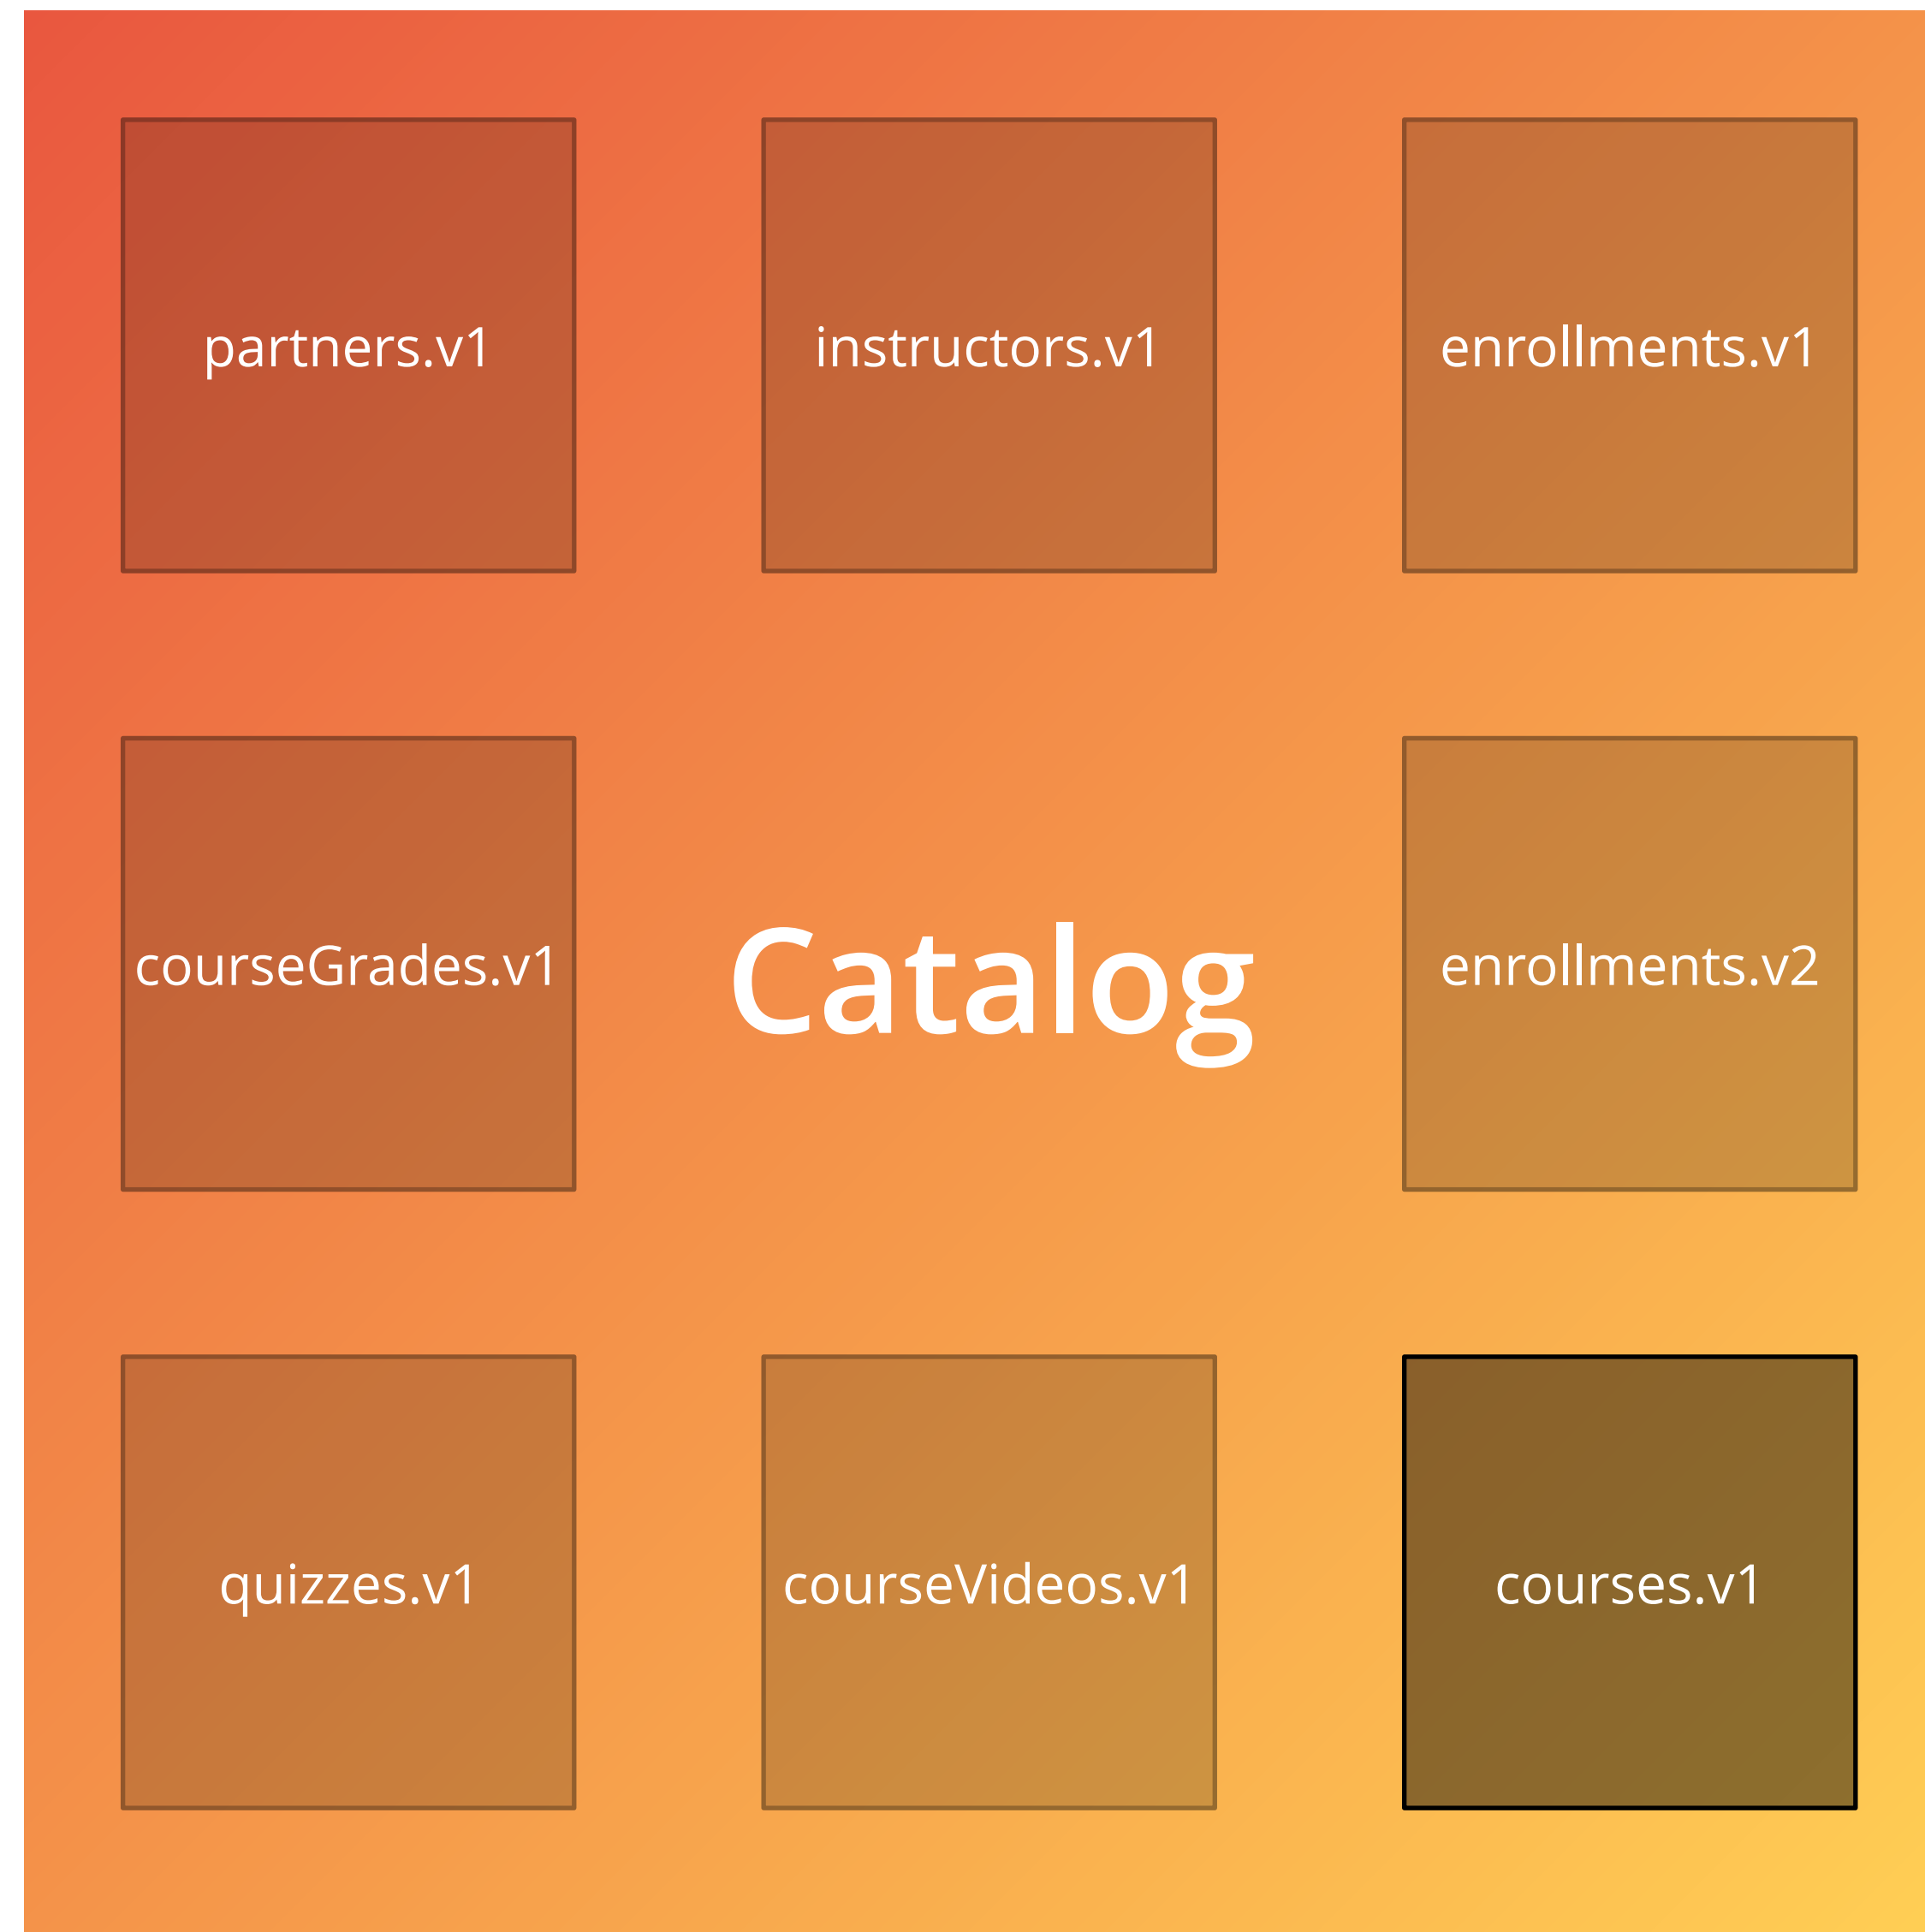 partners.v1
instructors.v1
enrollments.v1
courseGrades.v1
Catalog
enrollments.v2
quizzes.v1
courseVideos.v1
courses.v1